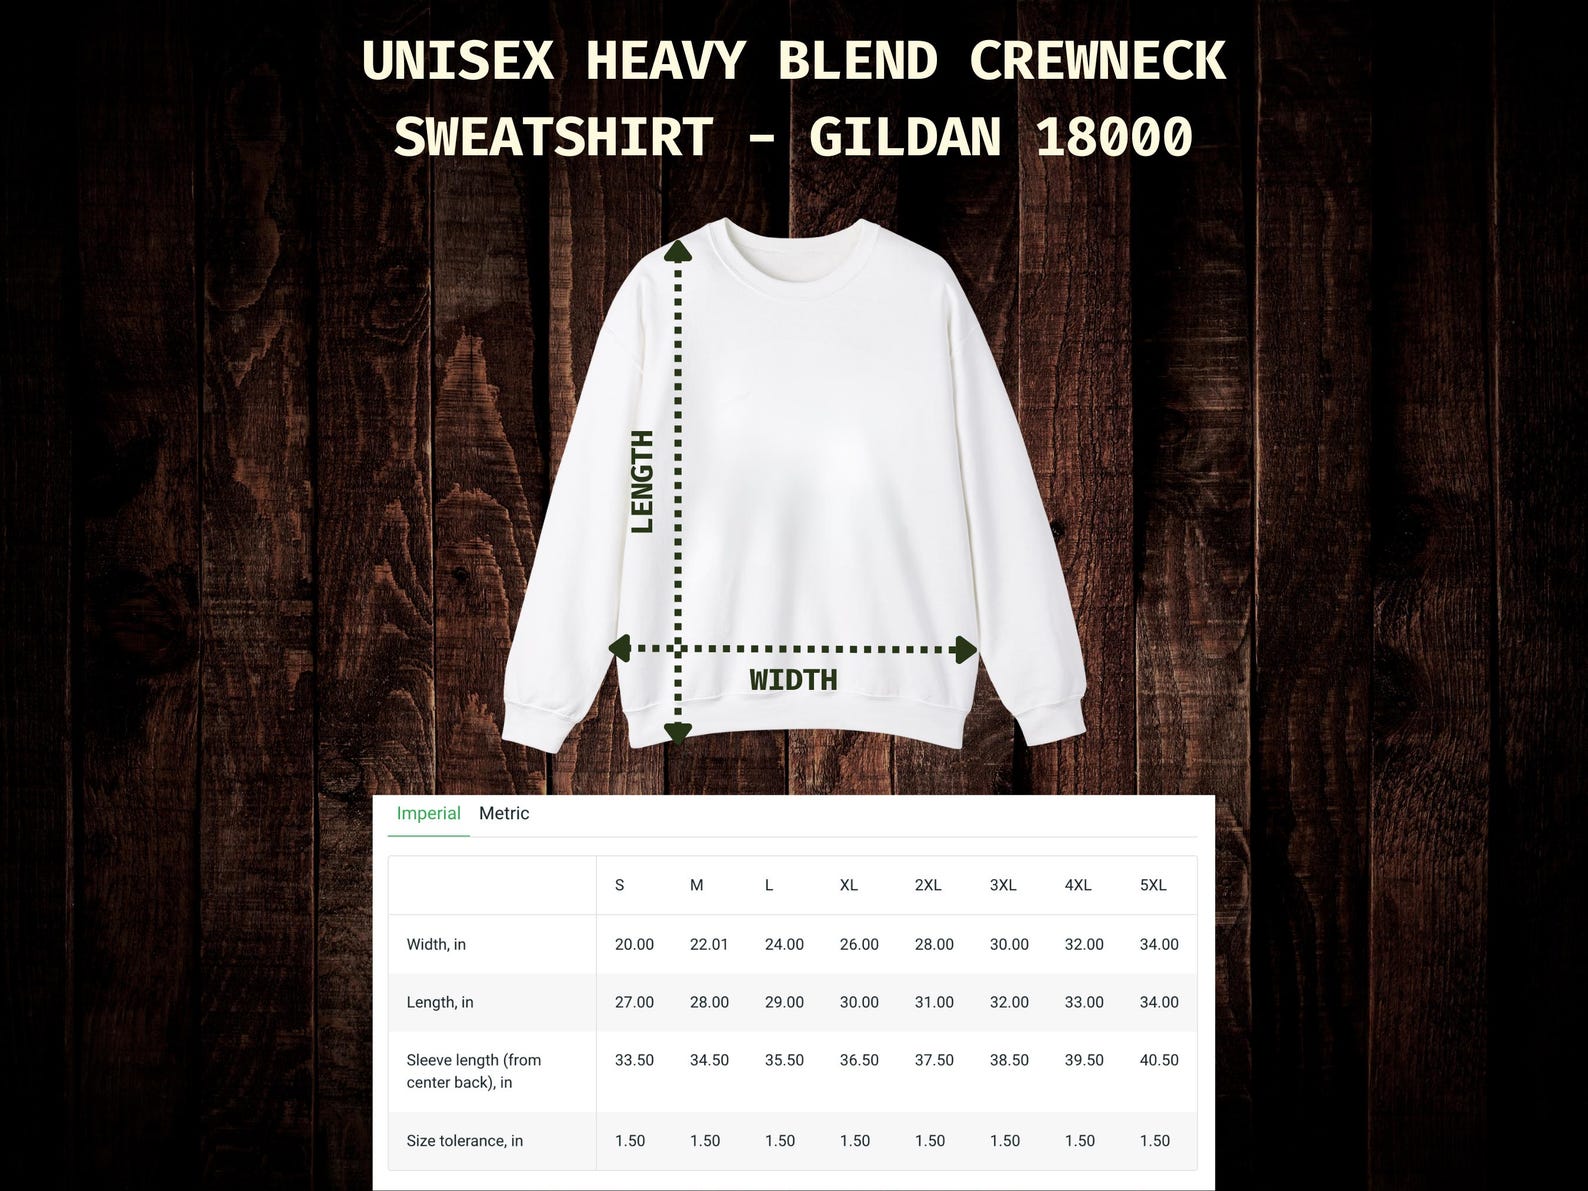 UNISEX HEAVY BLEND CREWNECK
SWEATSHIRT – GILDAN 18000
LENGTH
WIDTH
Imperial Metric
S M L XL 2XL 3XL 4XL 5XL
Width, in 20.00 22.01 24.00 26.00 28.00 30.00 32.00 34.00
Length, in 27.00 28.00 29.00 30.00 31.00 32.00 33.00 34.00
Sleeve length (from 33.50 34.50 35.50 36.50 37.50 38.50 39.50 40.50
center back), in
Size tolerance, in 1.50 1.50 1.50 1.50 1.50 1.50 1.50 1.50